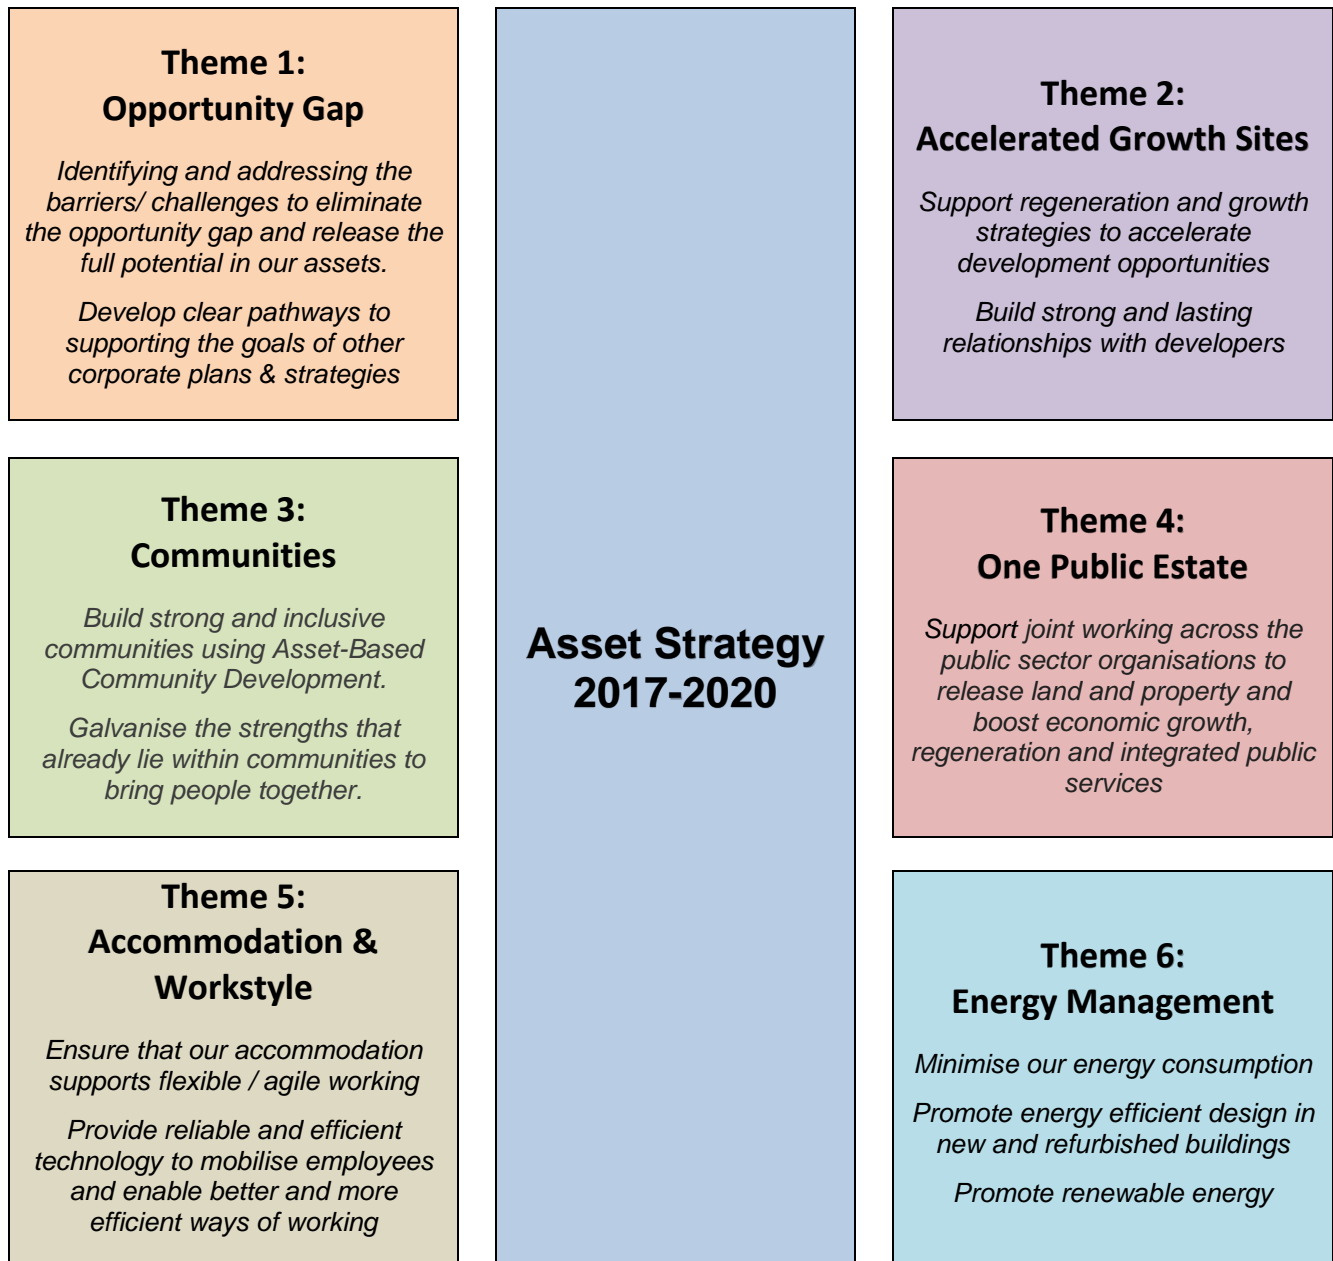 Theme 1:
Opportunity Gap
Identifying and addressing the
barriers/ challenges to eliminate
the opportunity gap and release the
full potential in our assets.
Develop clear pathways to
supporting the goals of other
corporate plans & strategies
Theme 2:
Accelerated Growth Sites
Support regeneration and growth
strategies to accelerate
development opportunities
Build strong and lasting
relationships with developers
Theme 3:
Communities
Build strong and inclusive
communities using Asset-Based
Community Development.
Galvanise the strengths that
already lie within communities to
bring people together.
Asset Strategy
2017-2020
Theme 4:
One Public Estate
Support joint working across the
public sector organisations to
release land and property and
boost economic growth,
regeneration and integrated public
services
Theme 5:
Accommodation &
Workstyle
Ensure that our accommodation
supports flexible / agile working
Provide reliable and efficient
technology to mobilise employees
and enable better and more
efficient ways of working
Theme 6:
Energy Management
Minimise our energy consumption
Promote energy efficient design in
new and refurbished buildings
Promote renewable energy